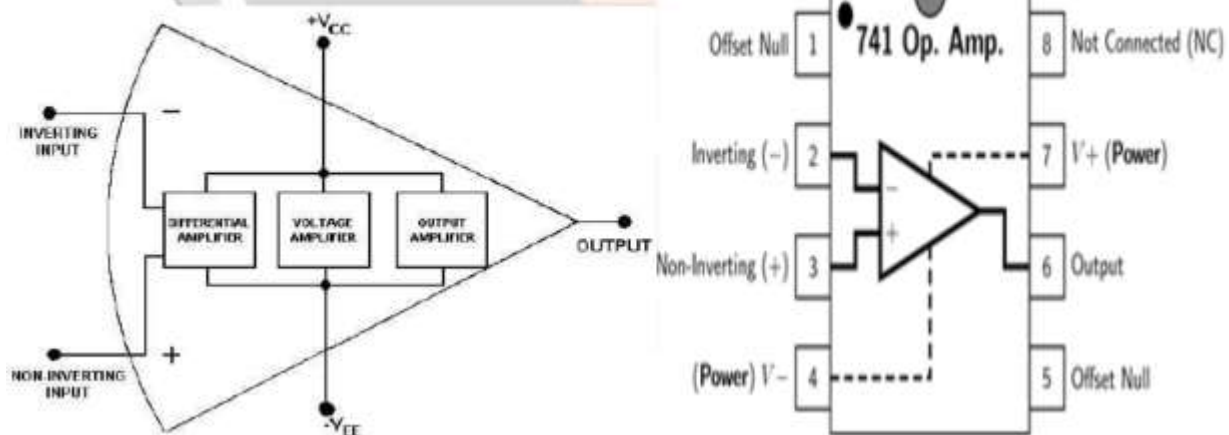 +VCC
INVERTING
INPUT
−
DIFFERENTIAL
AMPLIFIER
VOLTAGE
AMPLIFIER
OUTPUT
AMPLIFIER
OUTPUT
+
NON-INVERTING
INPUT
-VEE
741 Op. Amp.
Offset Null 1
8 Not Connected (NC)
Inverting (−) 2
7 V+ (Power)
−
+
Non-Inverting (+) 3
6 Output
(Power) V− 4
5 Offset Null